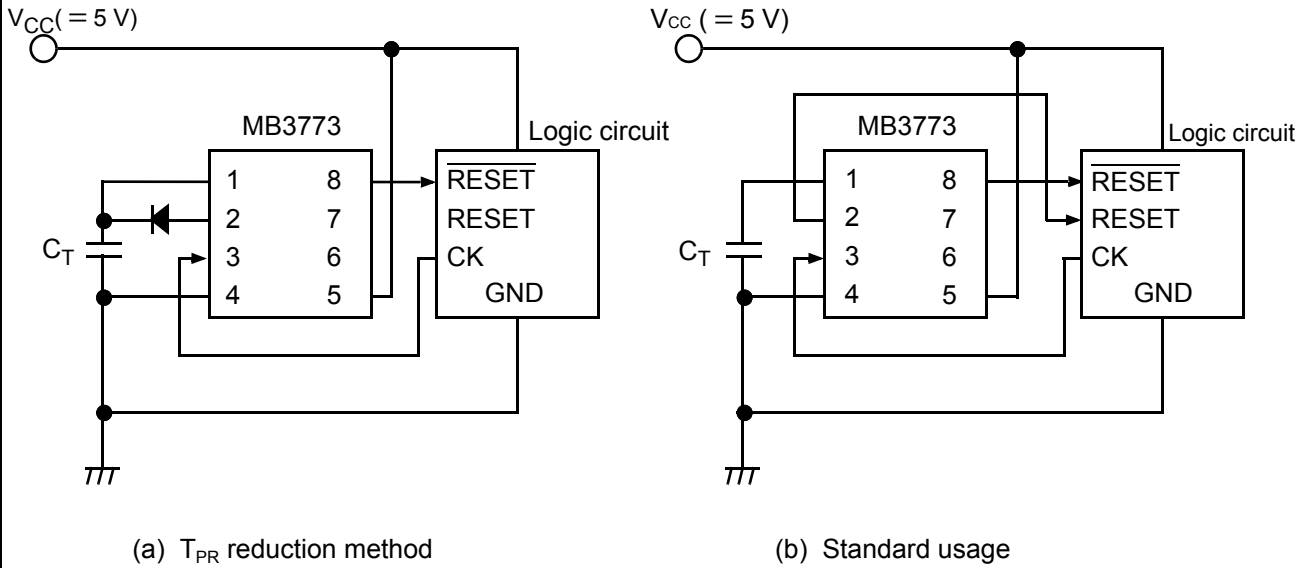 VCC( = 5 V)
MB3773
Logic circuit
1 8 RESET
2 7 RESET
CT
3 6 CK
4 5 GND
(a) TPR reduction method
VCC ( = 5 V)
MB3773
Logic circuit
1 8 RESET
2 7 RESET
CT
3 6 CK
4 5 GND
(b) Standard usage